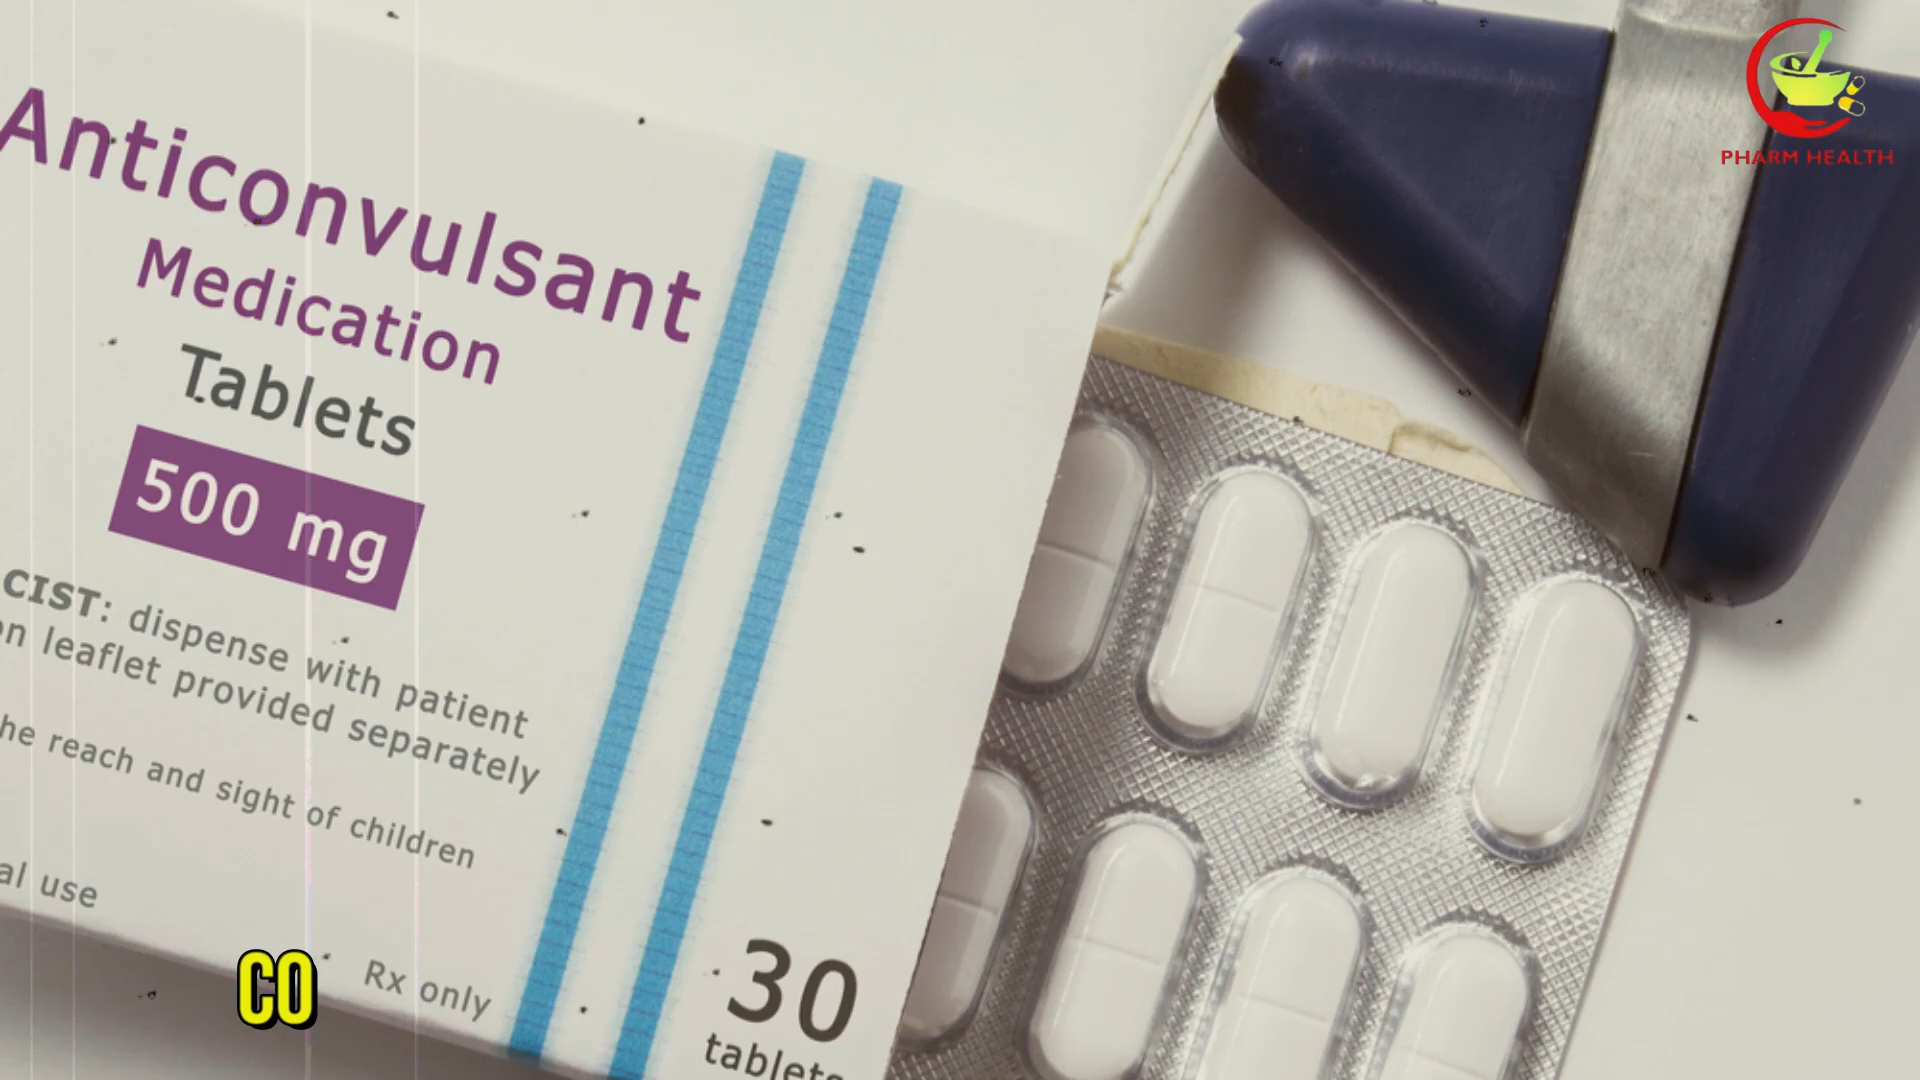 Anticonvulsant
Medication
Tablets
500 mg
CIST: dispense with patient
on leaflet provided separately
he reach and sight of children
al use
Rx only
30
tablets
CO
PHARM HEALTH